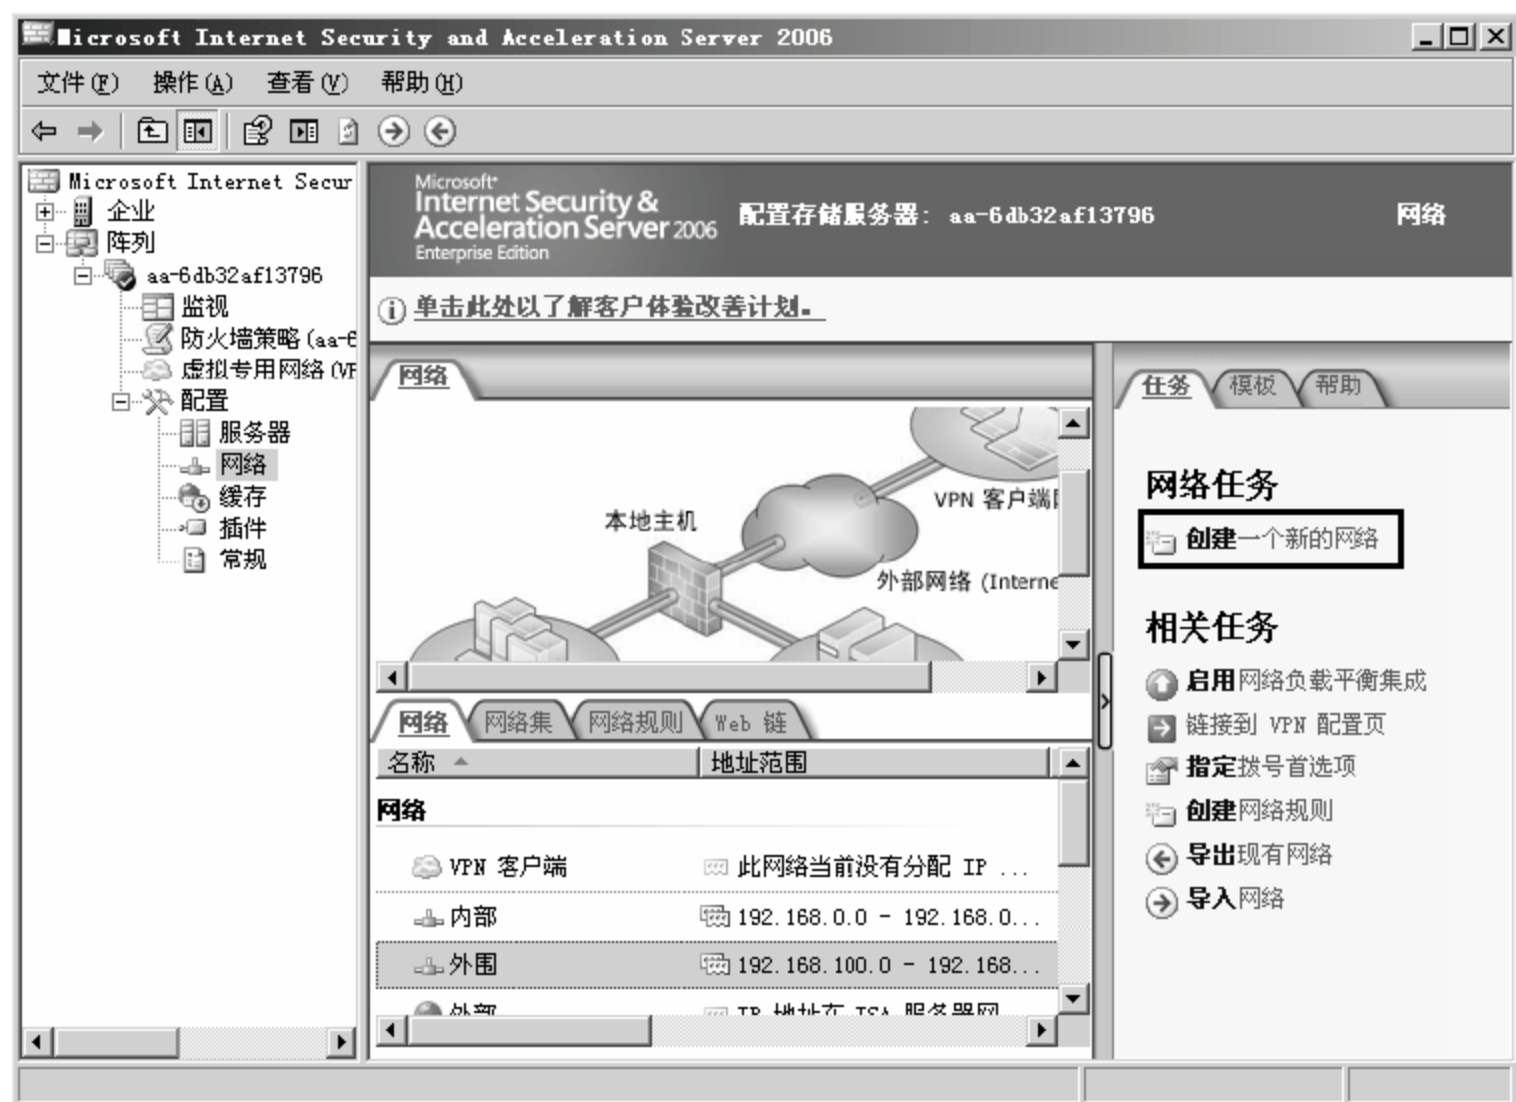 Microsoft Internet Security and Acceleration Server 2006
文件(F) 操作(A) 查看(V) 帮助(H)
Microsoft Internet Secur
企业
阵列
aa-6db32af13796
监视
防火墙策略(aa-6
虚拟专用网络(VP
配置
服务器
网络
缓存
插件
常规
Microsoft
Internet Security &
Acceleration Server 2006
Enterprise Edition
配置存储服务器: aa-6db32af13796
网络
单击此处以了解客户体验改善计划。
网络
本地主机
VPN 客户端
外部网络 (Interne
网络 网络集 网络规则 Web 链
名称 地址范围
网络
VPN 客户端 此网络当前没有分配 IP ...
内部 192.168.0.0 - 192.168.0...
外围 192.168.100.0 - 192.168...
外部 IP 地址在 ISA 服务器网
任务 模板 帮助
网络任务
创建一个新的网络
相关任务
启用网络负载平衡集成
链接到 VPN 配置页
指定拨号首选项
创建网络规则
导出现有网络
导入网络